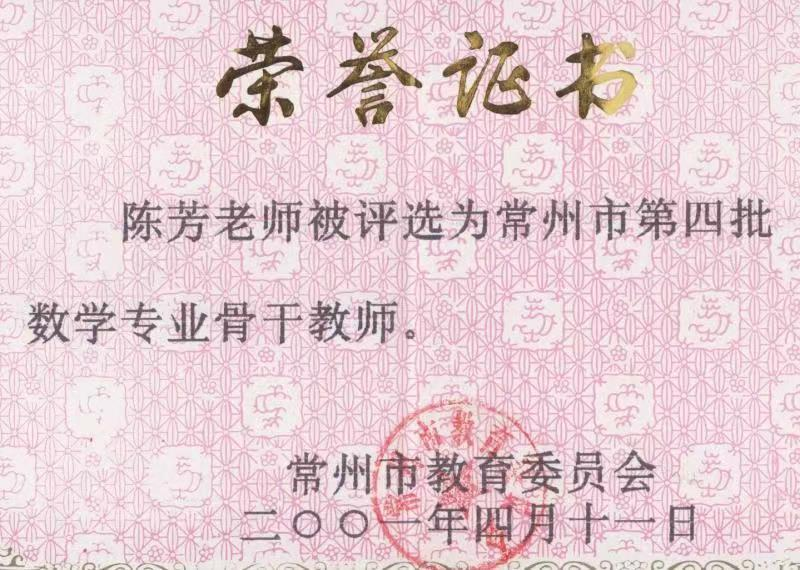 荣誉证书
陈芳老师被评选为常州市第四批
数学专业骨干教师。
常州市教育委员会
二〇〇一年四月十一日